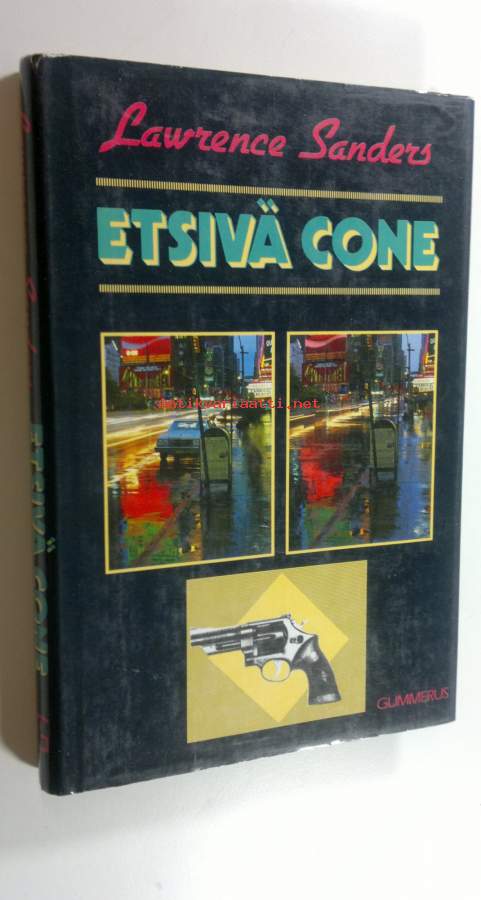 Lawrence Sanders
ETSIVÄ CONE
antikvariaatti.net
GUMMERUS
ETSIVÄ CONE